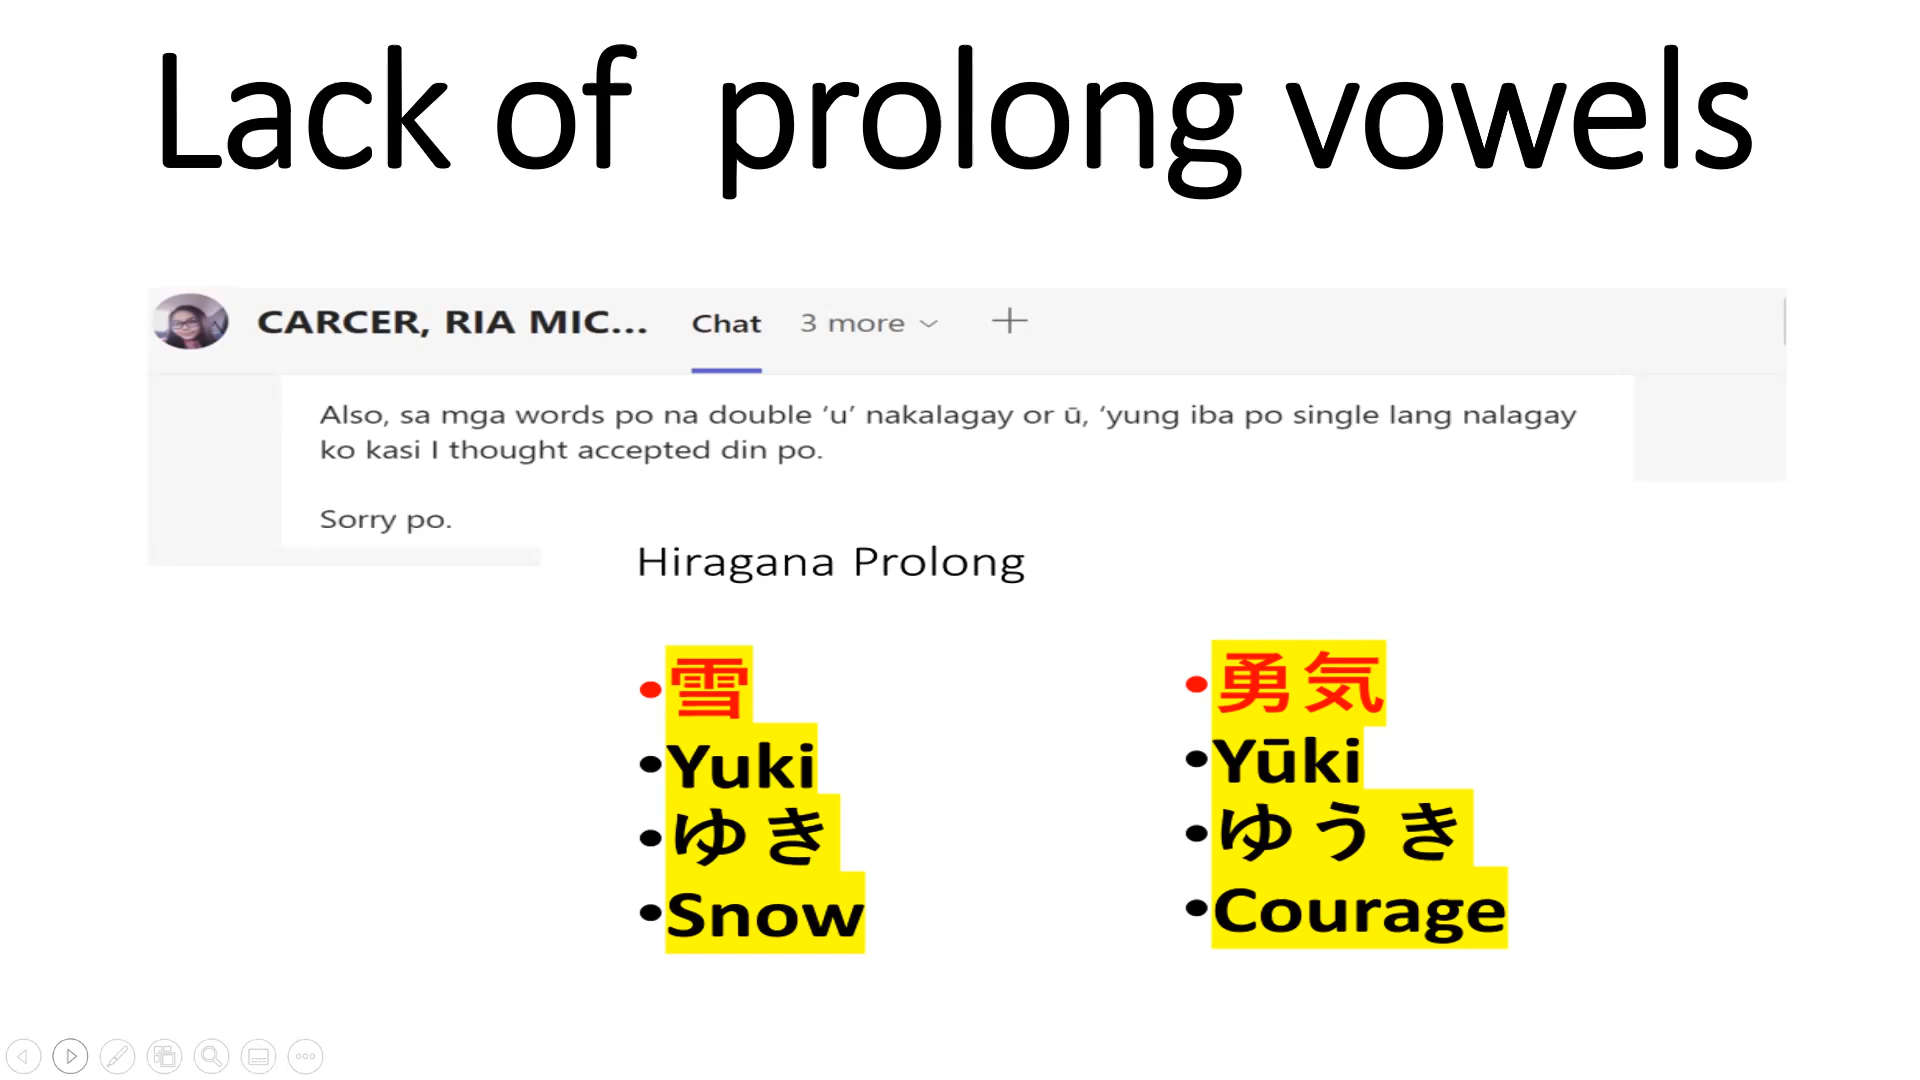 Lack of prolong vowels
CARCER, RIA MIC... Chat 3 more
Also, sa mga words po na double ‘u’ nakalagay or ū, ‘yung iba po single lang nalagay
ko kasi I thought accepted din po.
Sorry po.
Hiragana Prolong
•雪
•Yuki
•ゆき
•Snow
•勇気
•Yūki
•ゆうき
•Courage